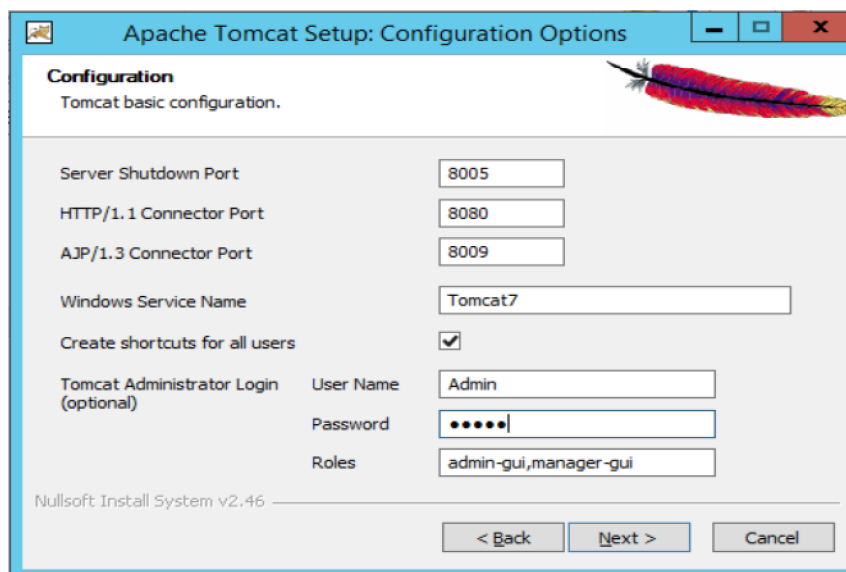 Apache Tomcat Setup: Configuration Options
Configuration
Tomcat basic configuration.
Server Shutdown Port 8005
HTTP/1.1 Connector Port 8080
AJP/1.3 Connector Port 8009
Windows Service Name Tomcat7
Create shortcuts for all users
Tomcat Administrator Login
(optional)
User Name Admin
Password •••••
Roles admin-gui,manager-gui
Nullsoft Install System v2.46
< Back Next > Cancel